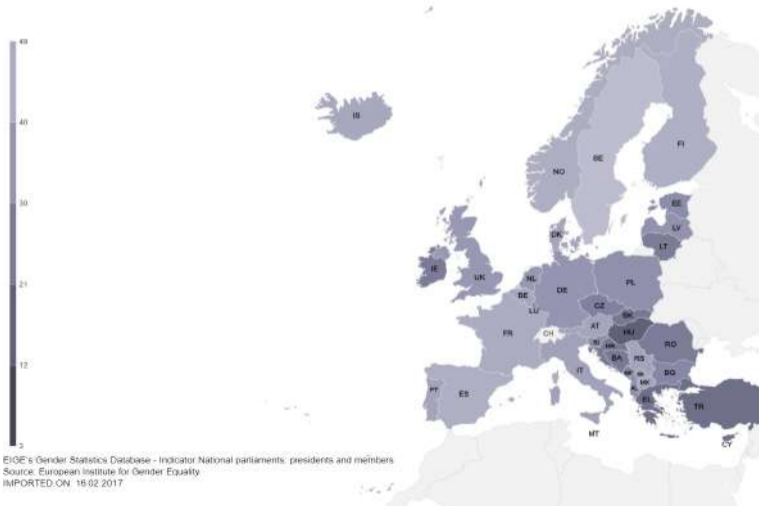 49
40
30
21
12
IS
NO
SE
FI
EE
LV
LT
DK
IE
UK
NL
BE
DE
PL
LU
CZ
SK
FR
CH
AT
HU
RO
SI
HR
BA
RS
IT
BG
ME
MK
AL
PT
ES
EL
TR
MT
CY
EIGE's Gender Statistics Database - Indicator National parliaments: presidents and members
Source: European Institute for Gender Equality
IMPORTED ON 16 02 2017